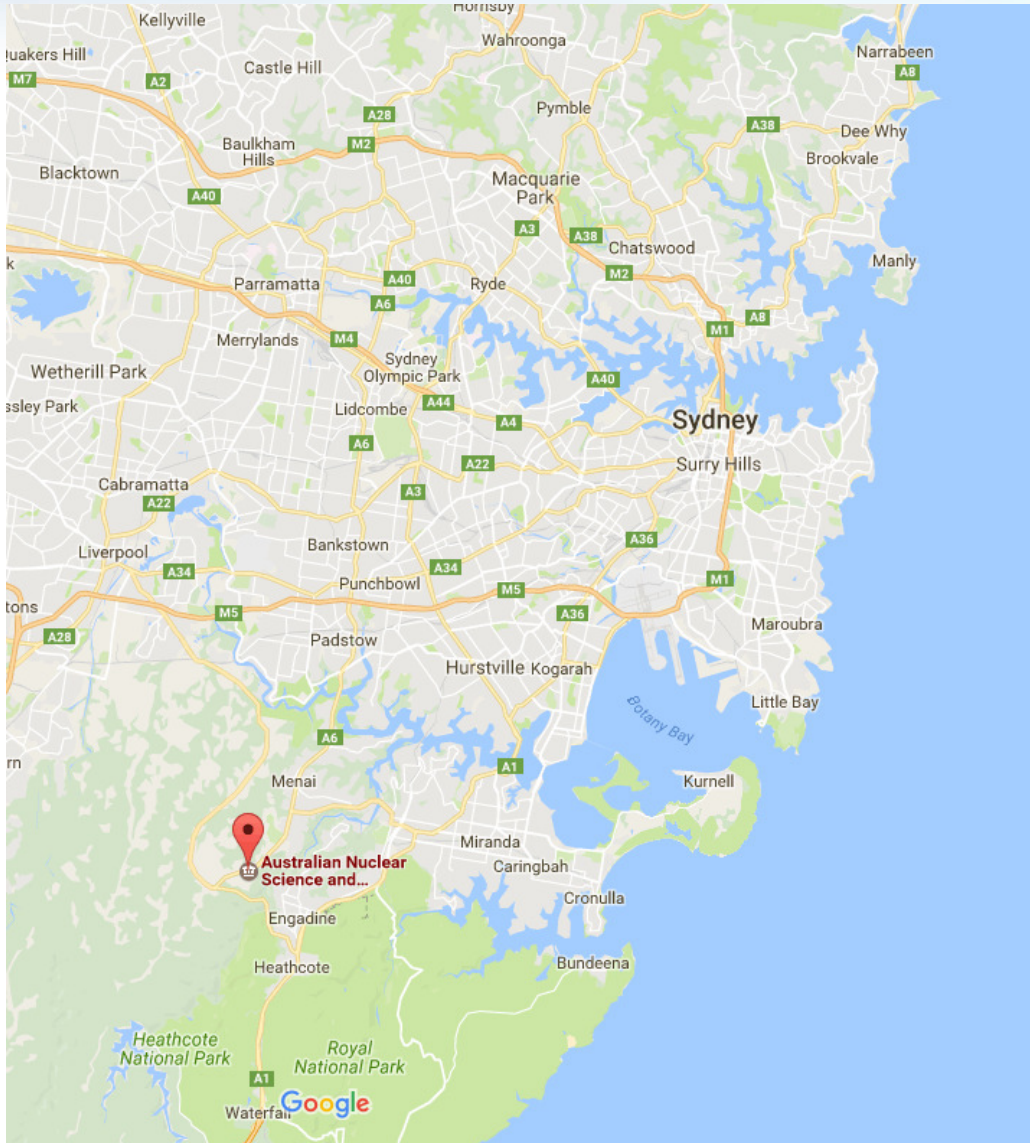 Hornsby
Kellyville
Wahroonga
Narrabeen
Quakers Hill
Castle Hill
A8
M7
A2
Pymble
A28
A38
Dee Why
M2
Baulkham
Hills
Brookvale
Blacktown
Macquarie
Park
A40
A3
A38
Chatswood
Manly
k
Parramatta
A40
Ryde
M2
A6
A8
M1
Merrylands
M4
Sydney
Olympic Park
Wetherill Park
A40
ssley Park
Lidcombe
A44
A4
Sydney
A6
A22
Surry Hills
Cabramatta
A3
A22
Bankstown
A36
Liverpool
A34
A34
Punchbowl
M1
M5
tons
M5
A36
Maroubra
A28
Padstow
Hurstville
Kogarah
Little Bay
Botany Bay
A6
rn
A1
Menai
Kurnell
Miranda
Australian Nuclear
Science and...
Caringbah
Cronulla
Engadine
Heathcote
Bundeena
Heathcote
National Park
Royal
National Park
A1
Google
Waterfall